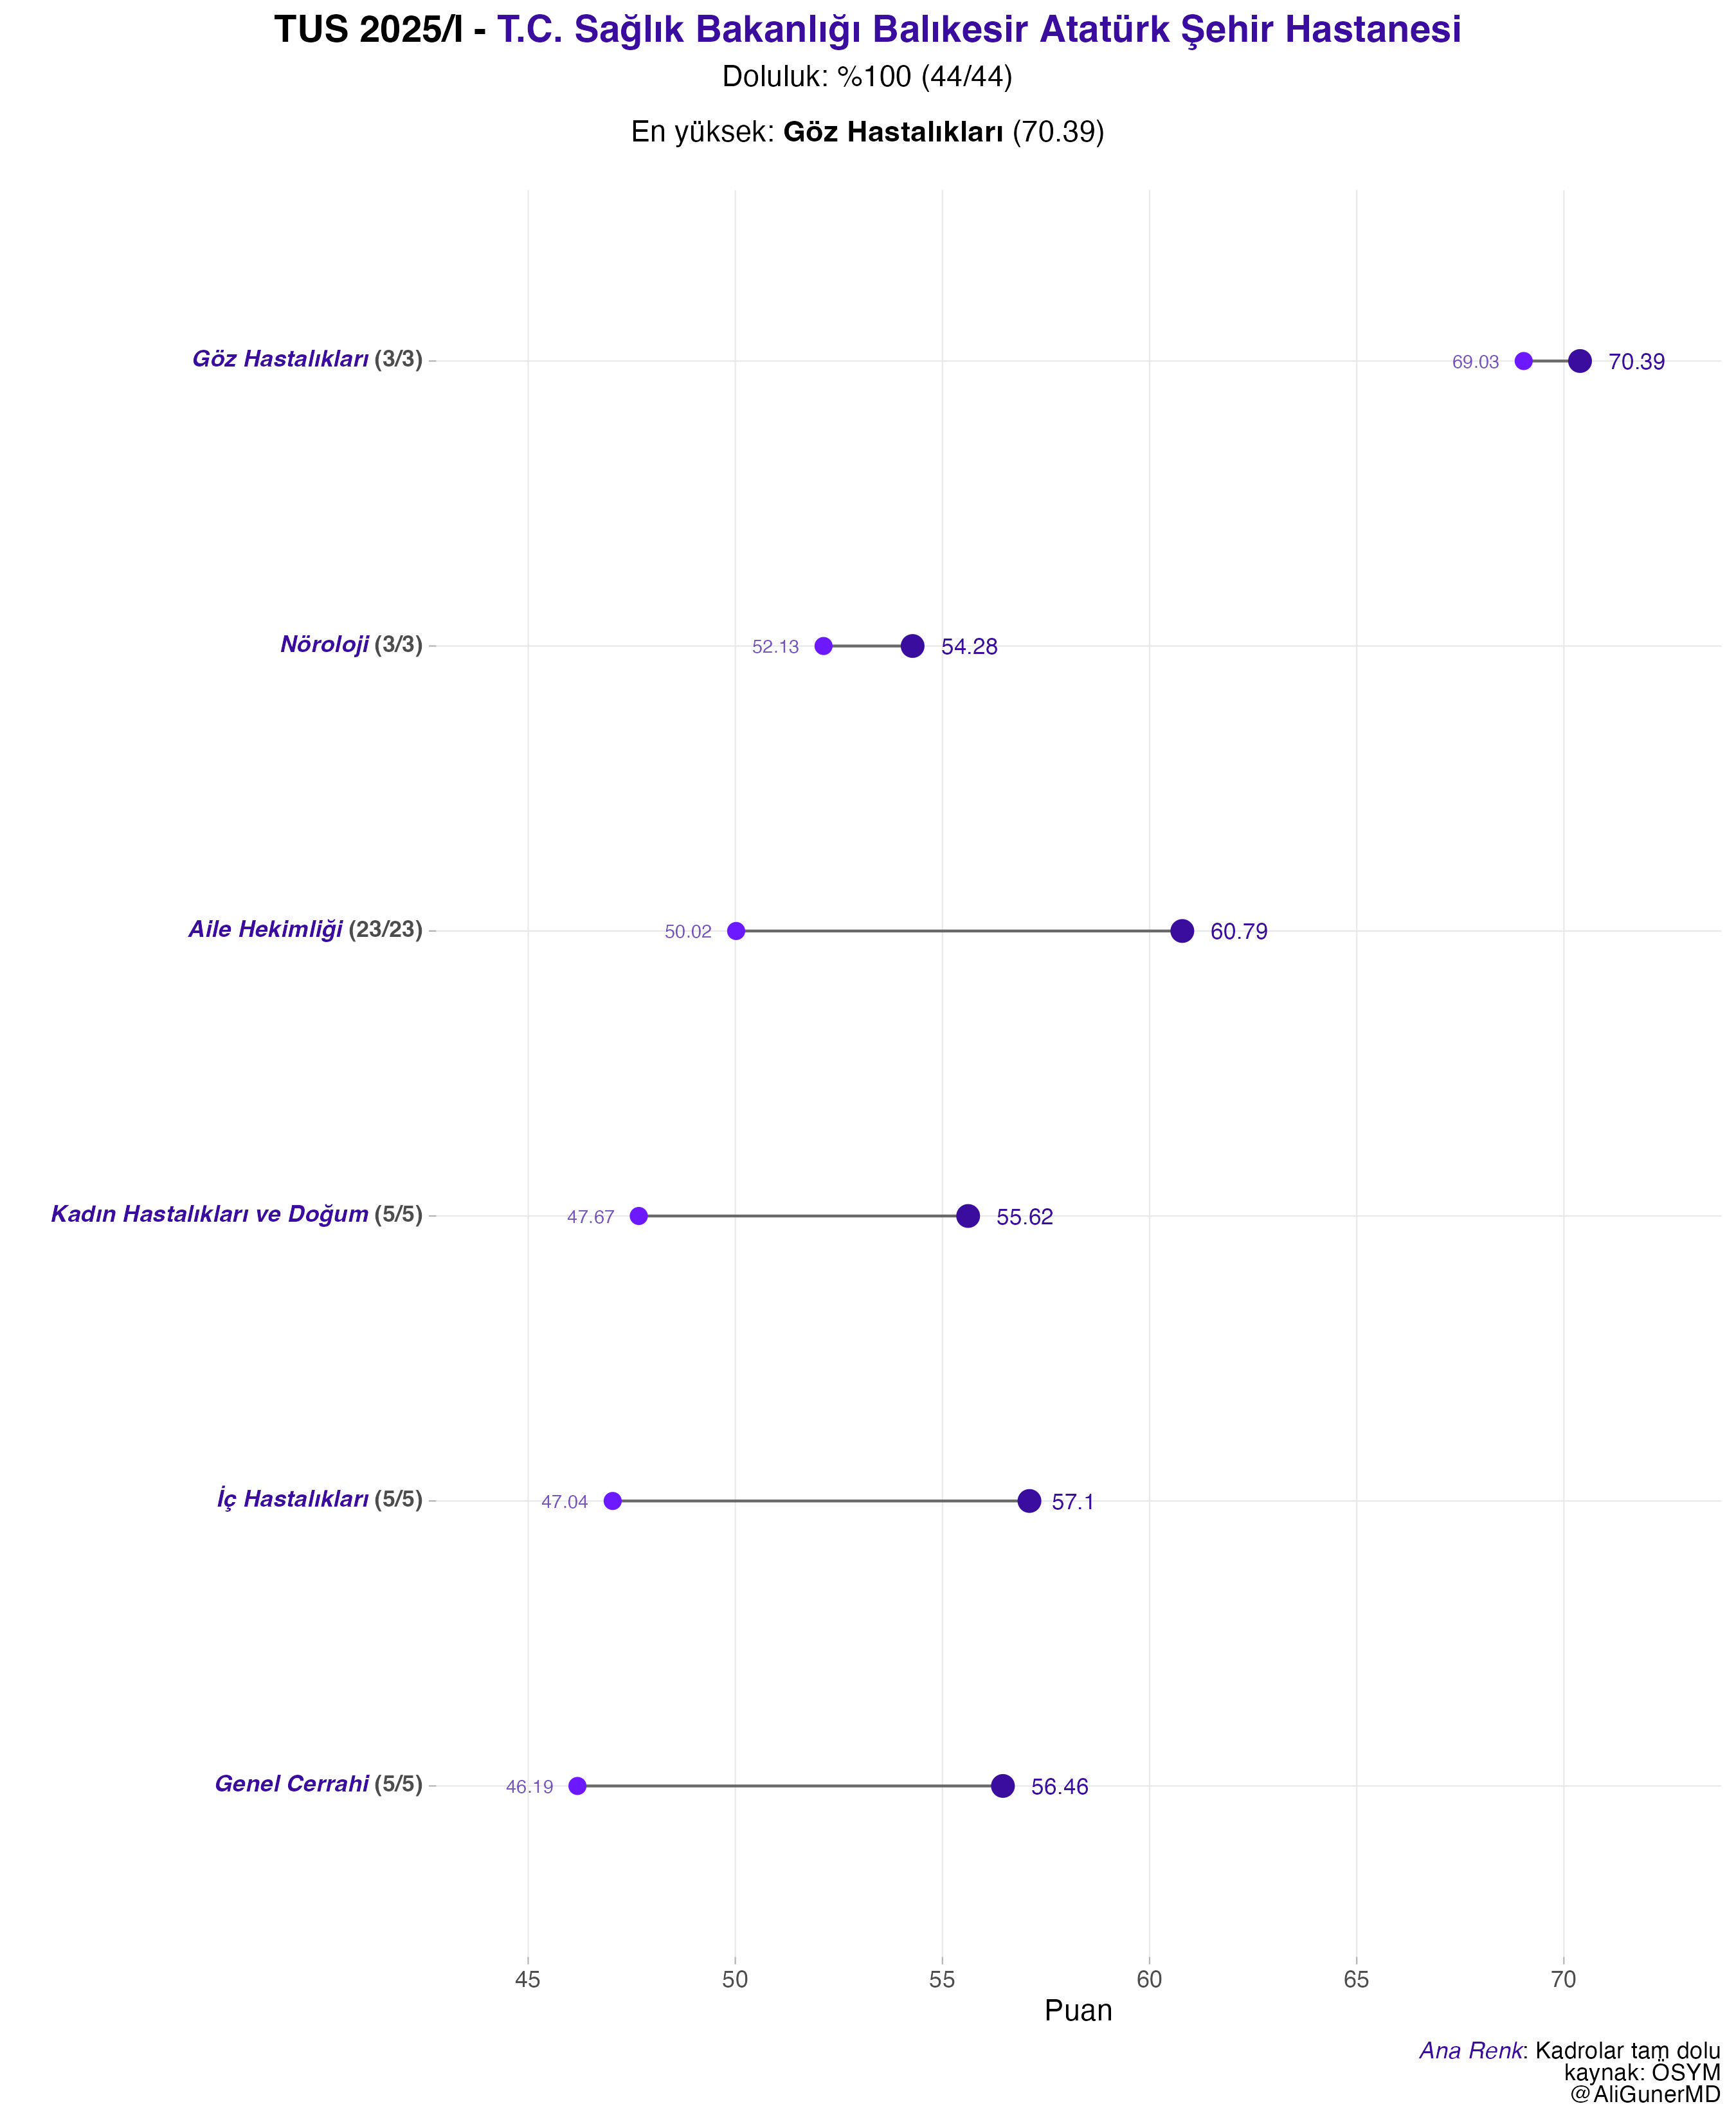 TUS 2025/I - T.C. Sağlık Bakanlığı Balıkesir Atatürk Şehir Hastanesi
Doluluk: %100 (44/44)
En yüksek: Göz Hastalıkları (70.39)
Göz Hastalıkları (3/3) 69.03 70.39
Nöroloji (3/3) 52.13 54.28
Aile Hekimliği (23/23) 50.02 60.79
Kadın Hastalıkları ve Doğum (5/5) 47.67 55.62
İç Hastalıkları (5/5) 47.04 57.1
Genel Cerrahi (5/5) 46.19 56.46
45 50 55 60 65 70
Puan
Ana Renk: Kadrolar tam dolu
kaynak: ÖSYM
@AliGunerMD